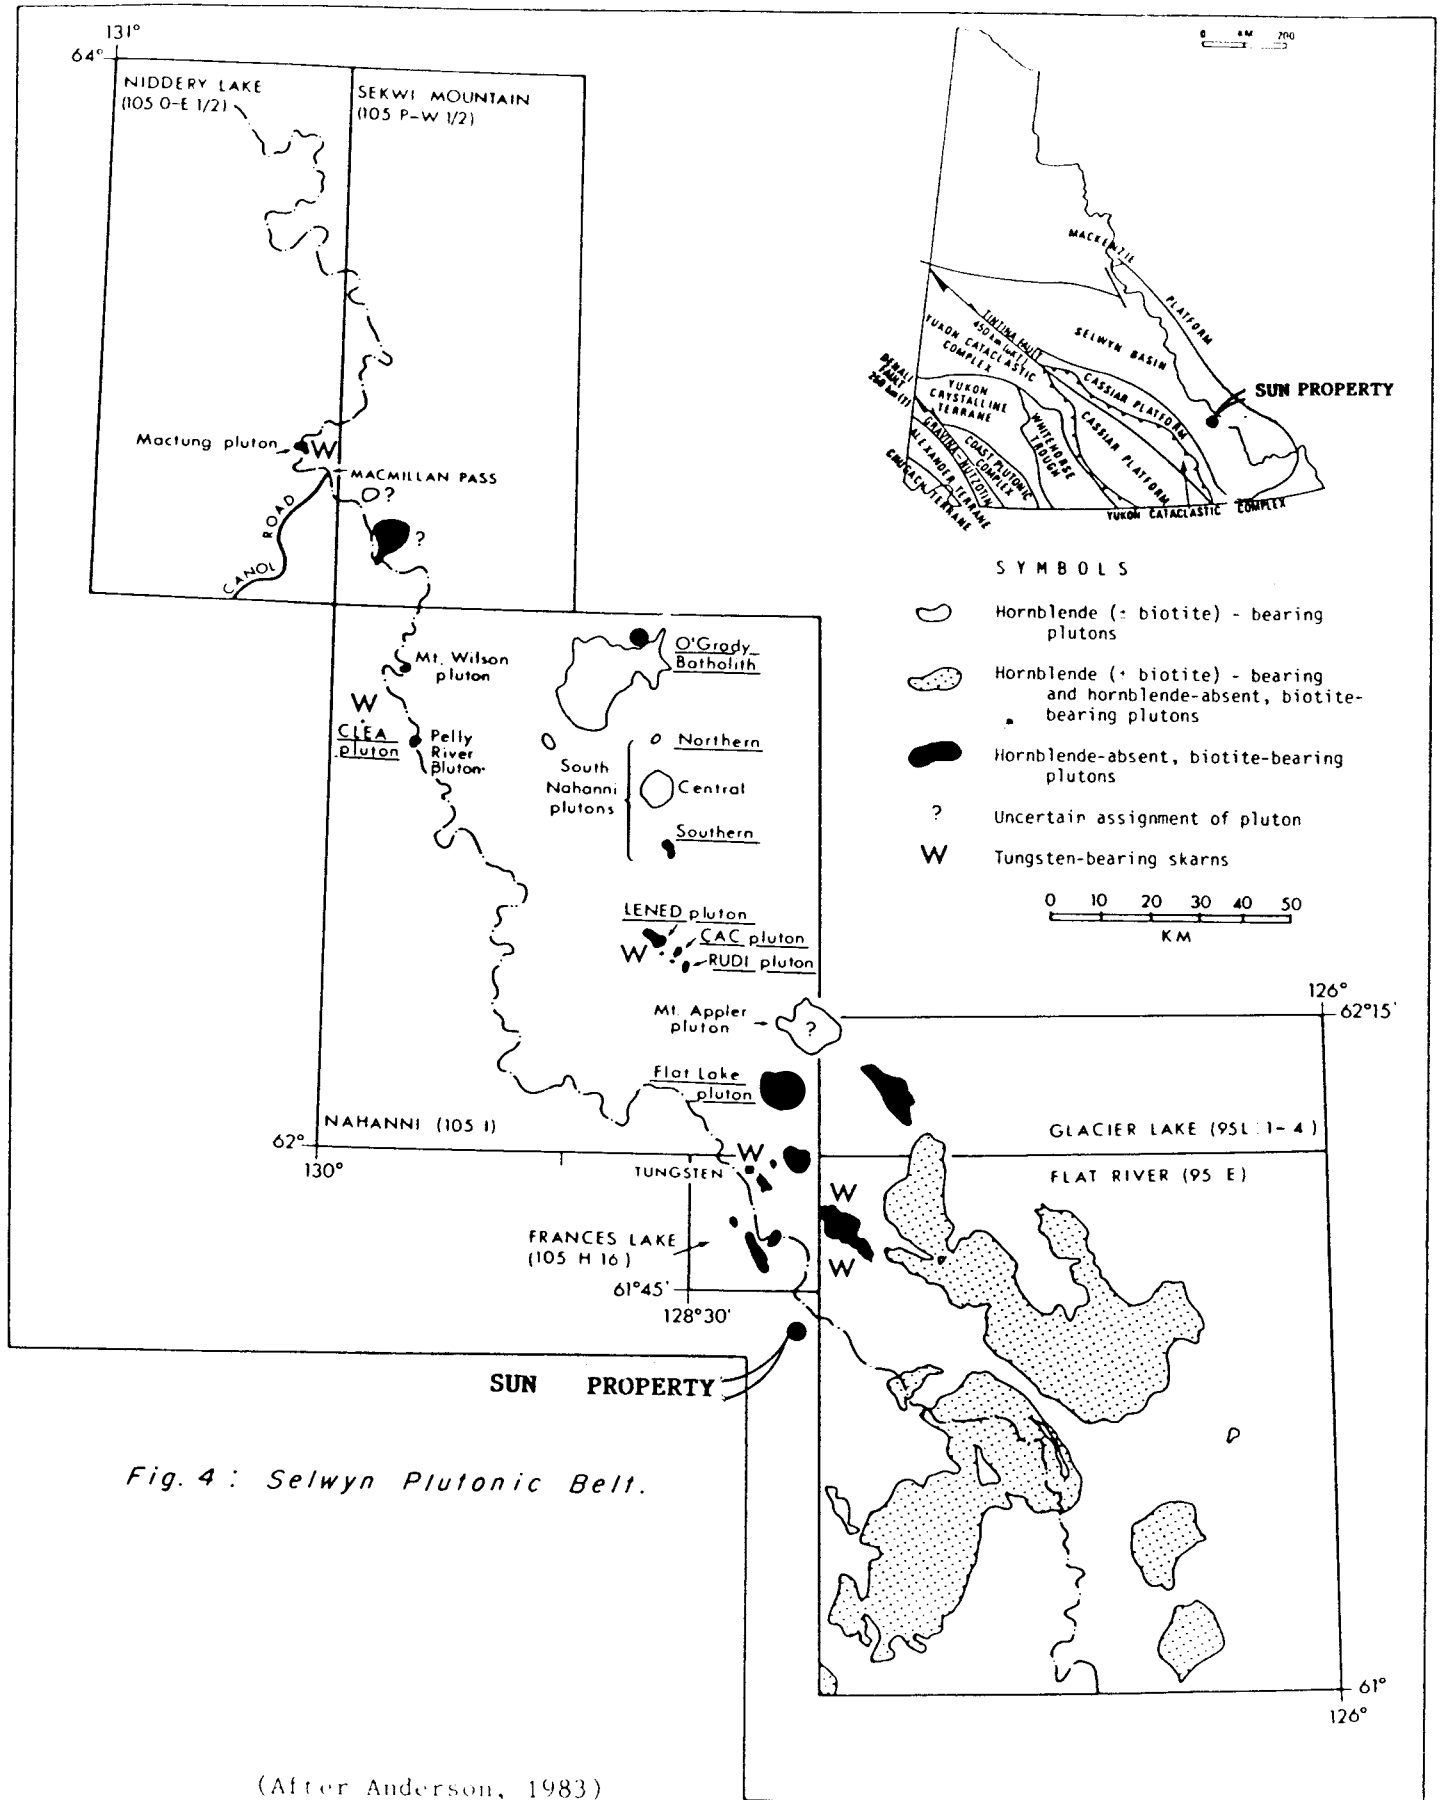 131°
64°
NIDDERY LAKE
(105 O-E 1/2)
SEKWI MOUNTAIN
(105 P-W 1/2)
Mactung pluton
W
MACMILLAN PASS
?
?
CANOL ROAD
0 KM 200
MACKENZIE PLATFORM
SELWYN BASIN
TINTINA FAULT
450 km
YUKON CATACLASTIC
COMPLEX
CASSIAR PLATFORM
CASSIAR PLATFORM
DENALI
FAULT
YUKON
CRYSTALLINE
TERRANE
WHITEHORSE
TROUGH
COAST PLUTONIC
COMPLEX
GRAVINA-NUTZOTIN
ALEXANDER TERRANE
CHUGACH TERRANE
YUKON CATACLASTIC COMPLEX
SUN PROPERTY
SYMBOLS
Hornblende (± biotite) - bearing
plutons
Hornblende (+ biotite) - bearing
and hornblende-absent, biotite-
bearing plutons
Hornblende-absent, biotite-bearing
plutons
? Uncertain assignment of pluton
W Tungsten-bearing skarns
0 10 20 30 40 50
KM
O'Grady
Batholith
Mt. Wilson
pluton
W
CLEA
pluton
Pelly
River
Pluton
South
Nahanni
plutons
Northern
Central
Southern
LENED pluton
CAC pluton
W
RUDI pluton
Mt. Appler
pluton
?
Flat Lake
pluton
126°
62°15'
NAHANNI (105 I)
62°
130°
GLACIER LAKE (95L : 1-4)
FLAT RIVER (95 E)
W
TUNGSTEN
W
W
FRANCES LAKE
(105 H 16)
61°45'
128°30'
SUN PROPERTY
Fig. 4 : Selwyn Plutonic Belt.
61°
126°
(After Anderson, 1983)